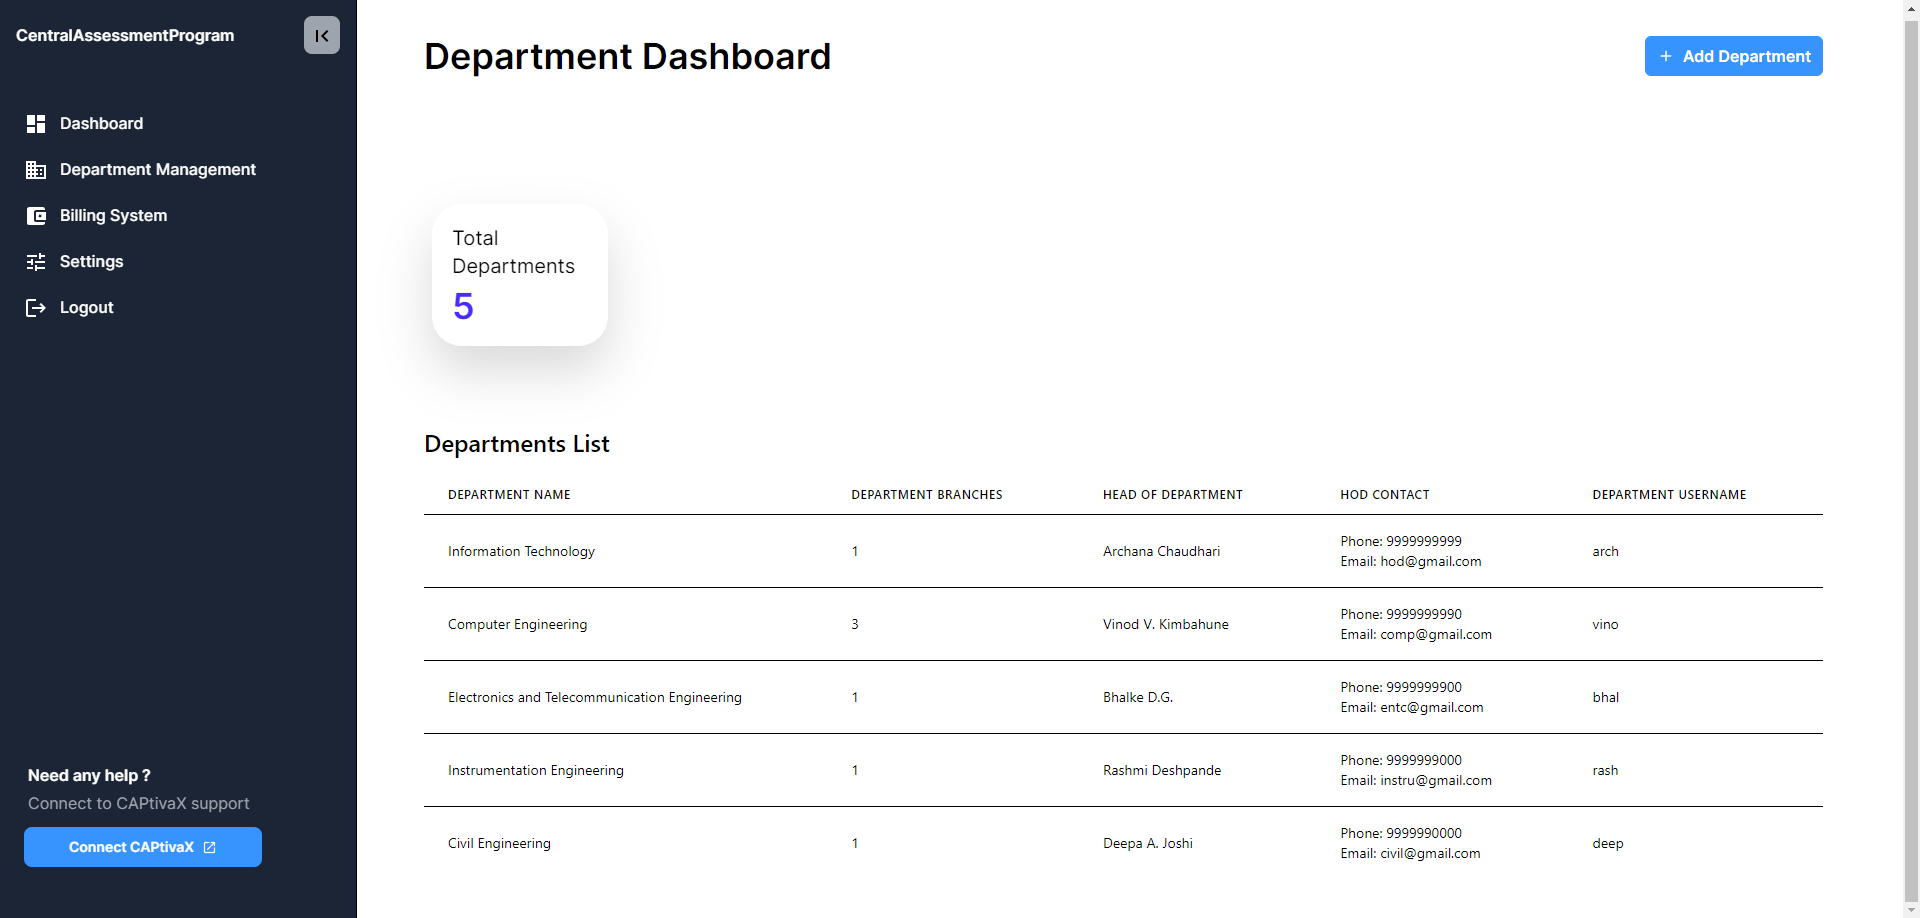 CentralAssessmentProgram
Dashboard
Department Management
Billing System
Settings
Logout
Need any help ?
Connect to CAPtivaX support
Connect CAPtivaX
Department Dashboard
+ Add Department
Total
Departments
5
Departments List
DEPARTMENT NAME DEPARTMENT BRANCHES HEAD OF DEPARTMENT HOD CONTACT DEPARTMENT USERNAME
Information Technology 1 Archana Chaudhari Phone: 9999999999 arch
Email: hod@gmail.com
Computer Engineering 3 Vinod V. Kimbahune Phone: 9999999990 vino
Email: comp@gmail.com
Electronics and Telecommunication Engineering 1 Bhalke D.G. Phone: 9999999900 bhal
Email: entc@gmail.com
Instrumentation Engineering 1 Rashmi Deshpande Phone: 9999999000 rash
Email: instru@gmail.com
Civil Engineering 1 Deepa A. Joshi Phone: 9999990000 deep
Email: civil@gmail.com